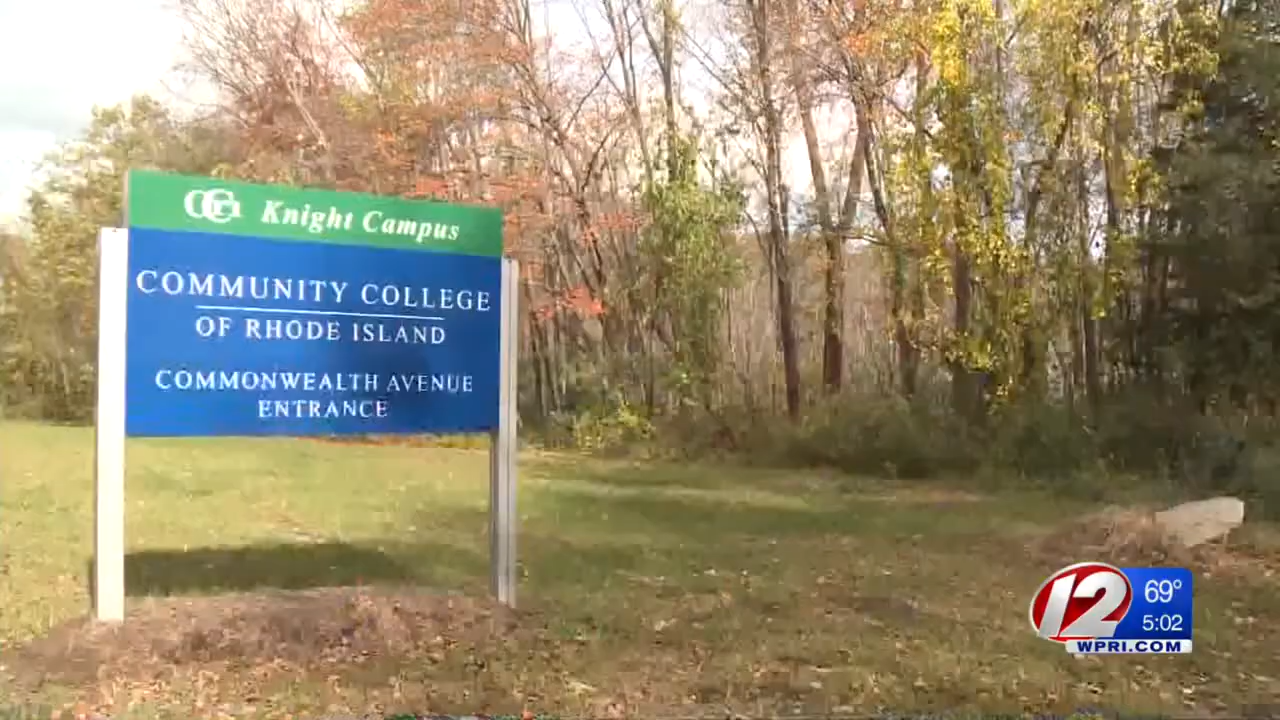 CCRI Knight Campus
COMMUNITY COLLEGE
OF RHODE ISLAND
COMMONWEALTH AVENUE
ENTRANCE
12 69°
5:02
WPRI.COM